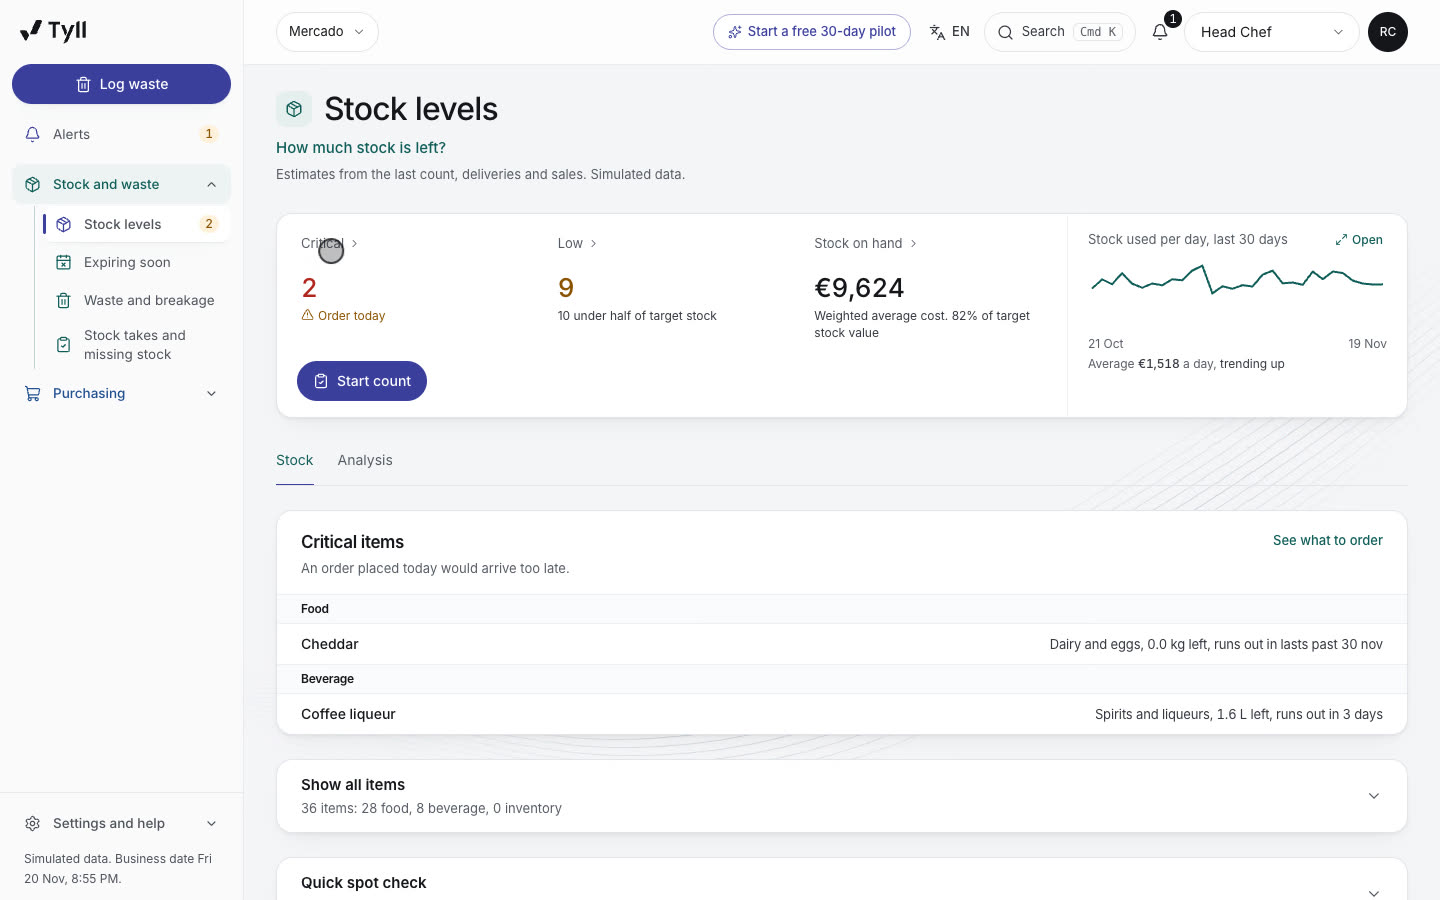 Tyll
Log waste
Alerts
1
Stock and waste
Stock levels
2
Expiring soon
Waste and breakage
Stock takes and
missing stock
Purchasing
Settings and help
Simulated data. Business date Fri
20 Nov, 8:55 PM.
Mercado
Start a free 30-day pilot
EN
Search
Cmd K
1
Head Chef
RC
Stock levels
How much stock is left?
Estimates from the last count, deliveries and sales. Simulated data.
Critical
2
Order today
Low
9
10 under half of target stock
Stock on hand
€9,624
Weighted average cost. 82% of target
stock value
Start count
Stock used per day, last 30 days
Open
21 Oct
19 Nov
Average €1,518 a day, trending up
Stock
Analysis
Critical items
See what to order
An order placed today would arrive too late.
Food
Cheddar
Dairy and eggs, 0.0 kg left, runs out in lasts past 30 nov
Beverage
Coffee liqueur
Spirits and liqueurs, 1.6 L left, runs out in 3 days
Show all items
36 items: 28 food, 8 beverage, 0 inventory
Quick spot check